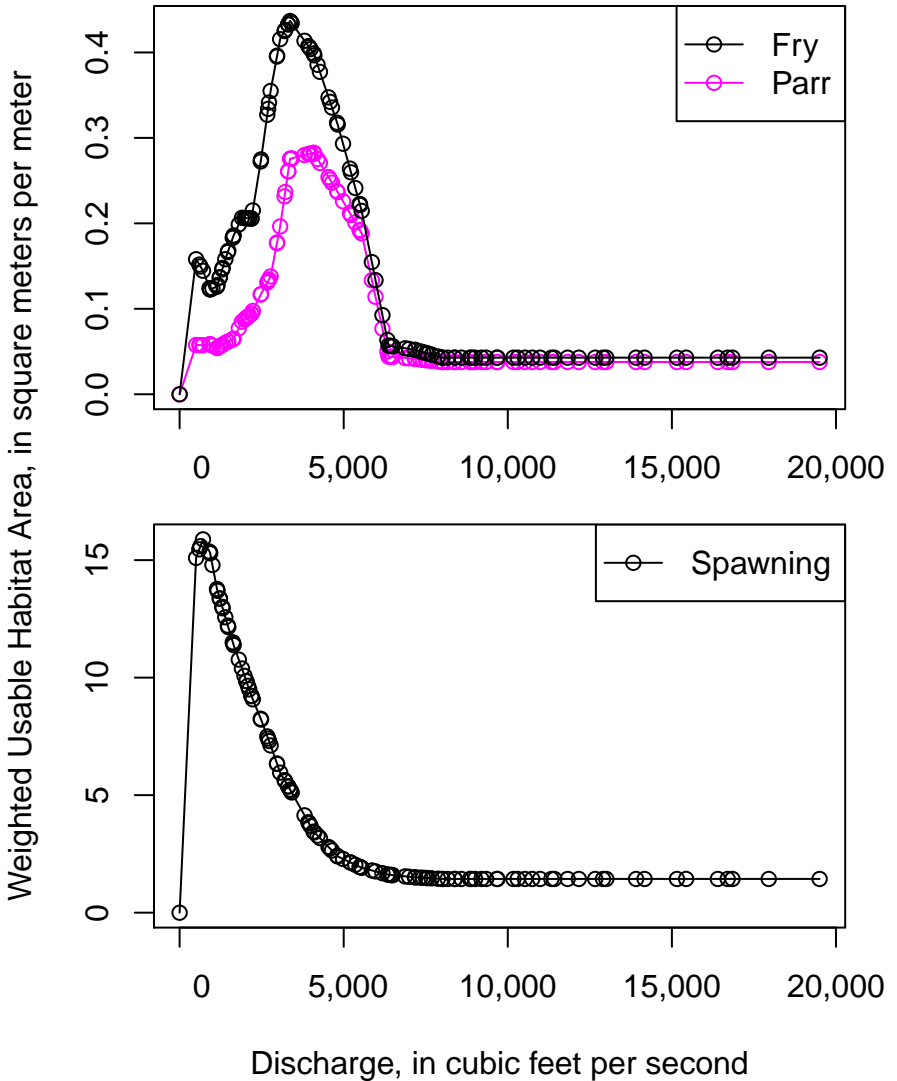 Weighted Usable Habitat Area, in square meters per meter
0.4
0.3
0.2
0.1
0.0
Fry
Parr
0 5,000 10,000 15,000 20,000
15
10
5
0
Spawning
0 5,000 10,000 15,000 20,000
Discharge, in cubic feet per second